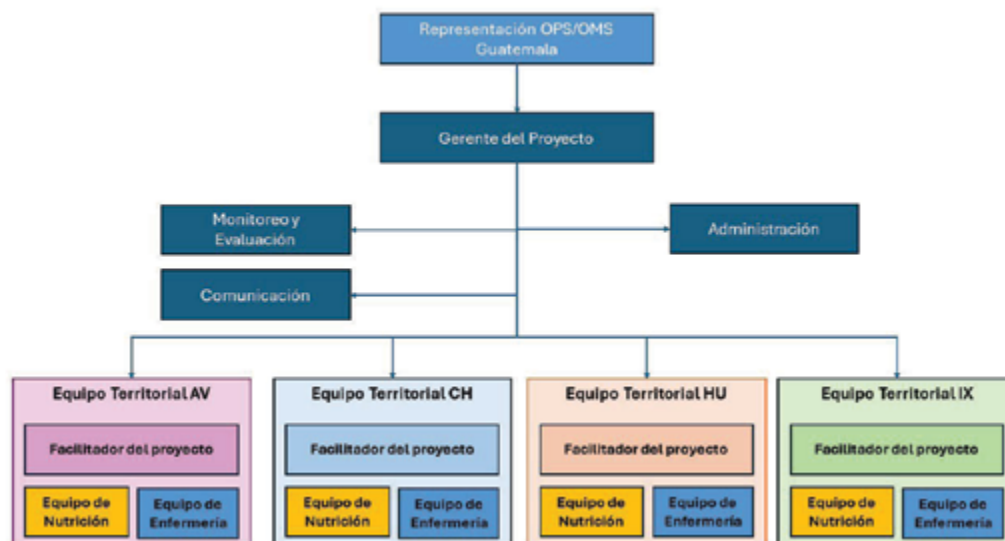 Representación OPS/OMS
Guatemala
Gerente del Proyecto
Monitoreo y
Evaluación
Administración
Comunicación
Equipo Territorial AV
Facilitador del proyecto
Equipo de
Nutrición
Equipo de
Enfermería
Equipo Territorial CH
Facilitador del proyecto
Equipo de
Nutrición
Equipo de
Enfermería
Equipo Territorial HU
Facilitador del proyecto
Equipo de
Nutrición
Equipo de
Enfermería
Equipo Territorial IX
Facilitador del proyecto
Equipo de
Nutrición
Equipo de
Enfermería